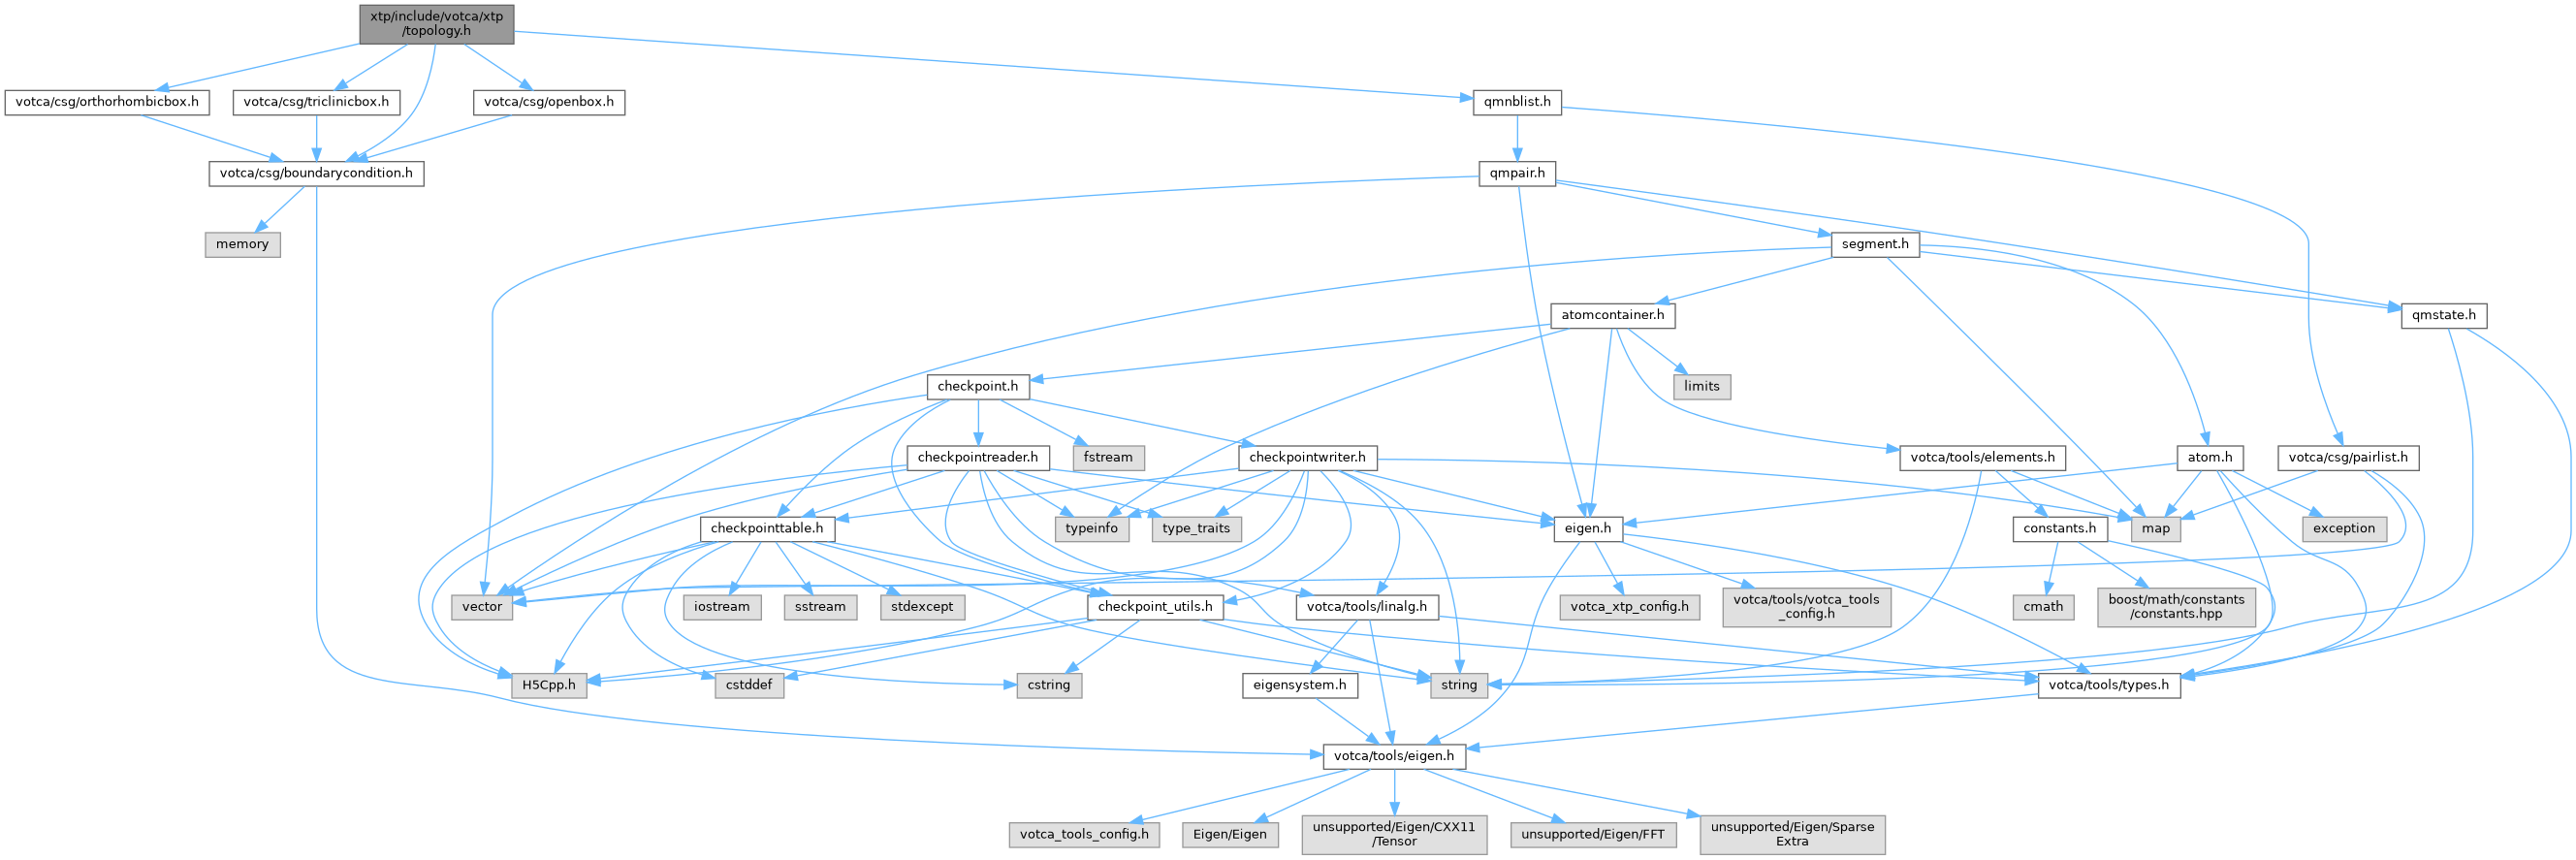 xtp/include/votca/xtp
/topology.h
votca/csg/orthorhombicbox.h
votca/csg/triclinicbox.h
votca/csg/openbox.h
qmnblist.h
votca/csg/boundarycondition.h
qmpair.h
memory
segment.h
atomcontainer.h
qmstate.h
checkpoint.h
limits
checkpointreader.h
fstream
checkpointwriter.h
votca/tools/elements.h
atom.h
votca/csg/pairlist.h
checkpointtable.h
typeinfo
type_traits
eigen.h
constants.h
map
exception
vector
iostream
sstream
stdexcept
checkpoint_utils.h
votca/tools/linalg.h
votca_xtp_config.h
votca/tools/votca_tools
_config.h
cmath
boost/math/constants
/constants.hpp
H5Cpp.h
cstddef
cstring
eigensystem.h
string
votca/tools/types.h
votca/tools/eigen.h
votca_tools_config.h
Eigen/Eigen
unsupported/Eigen/CXX11
/Tensor
unsupported/Eigen/FFT
unsupported/Eigen/Sparse
Extra